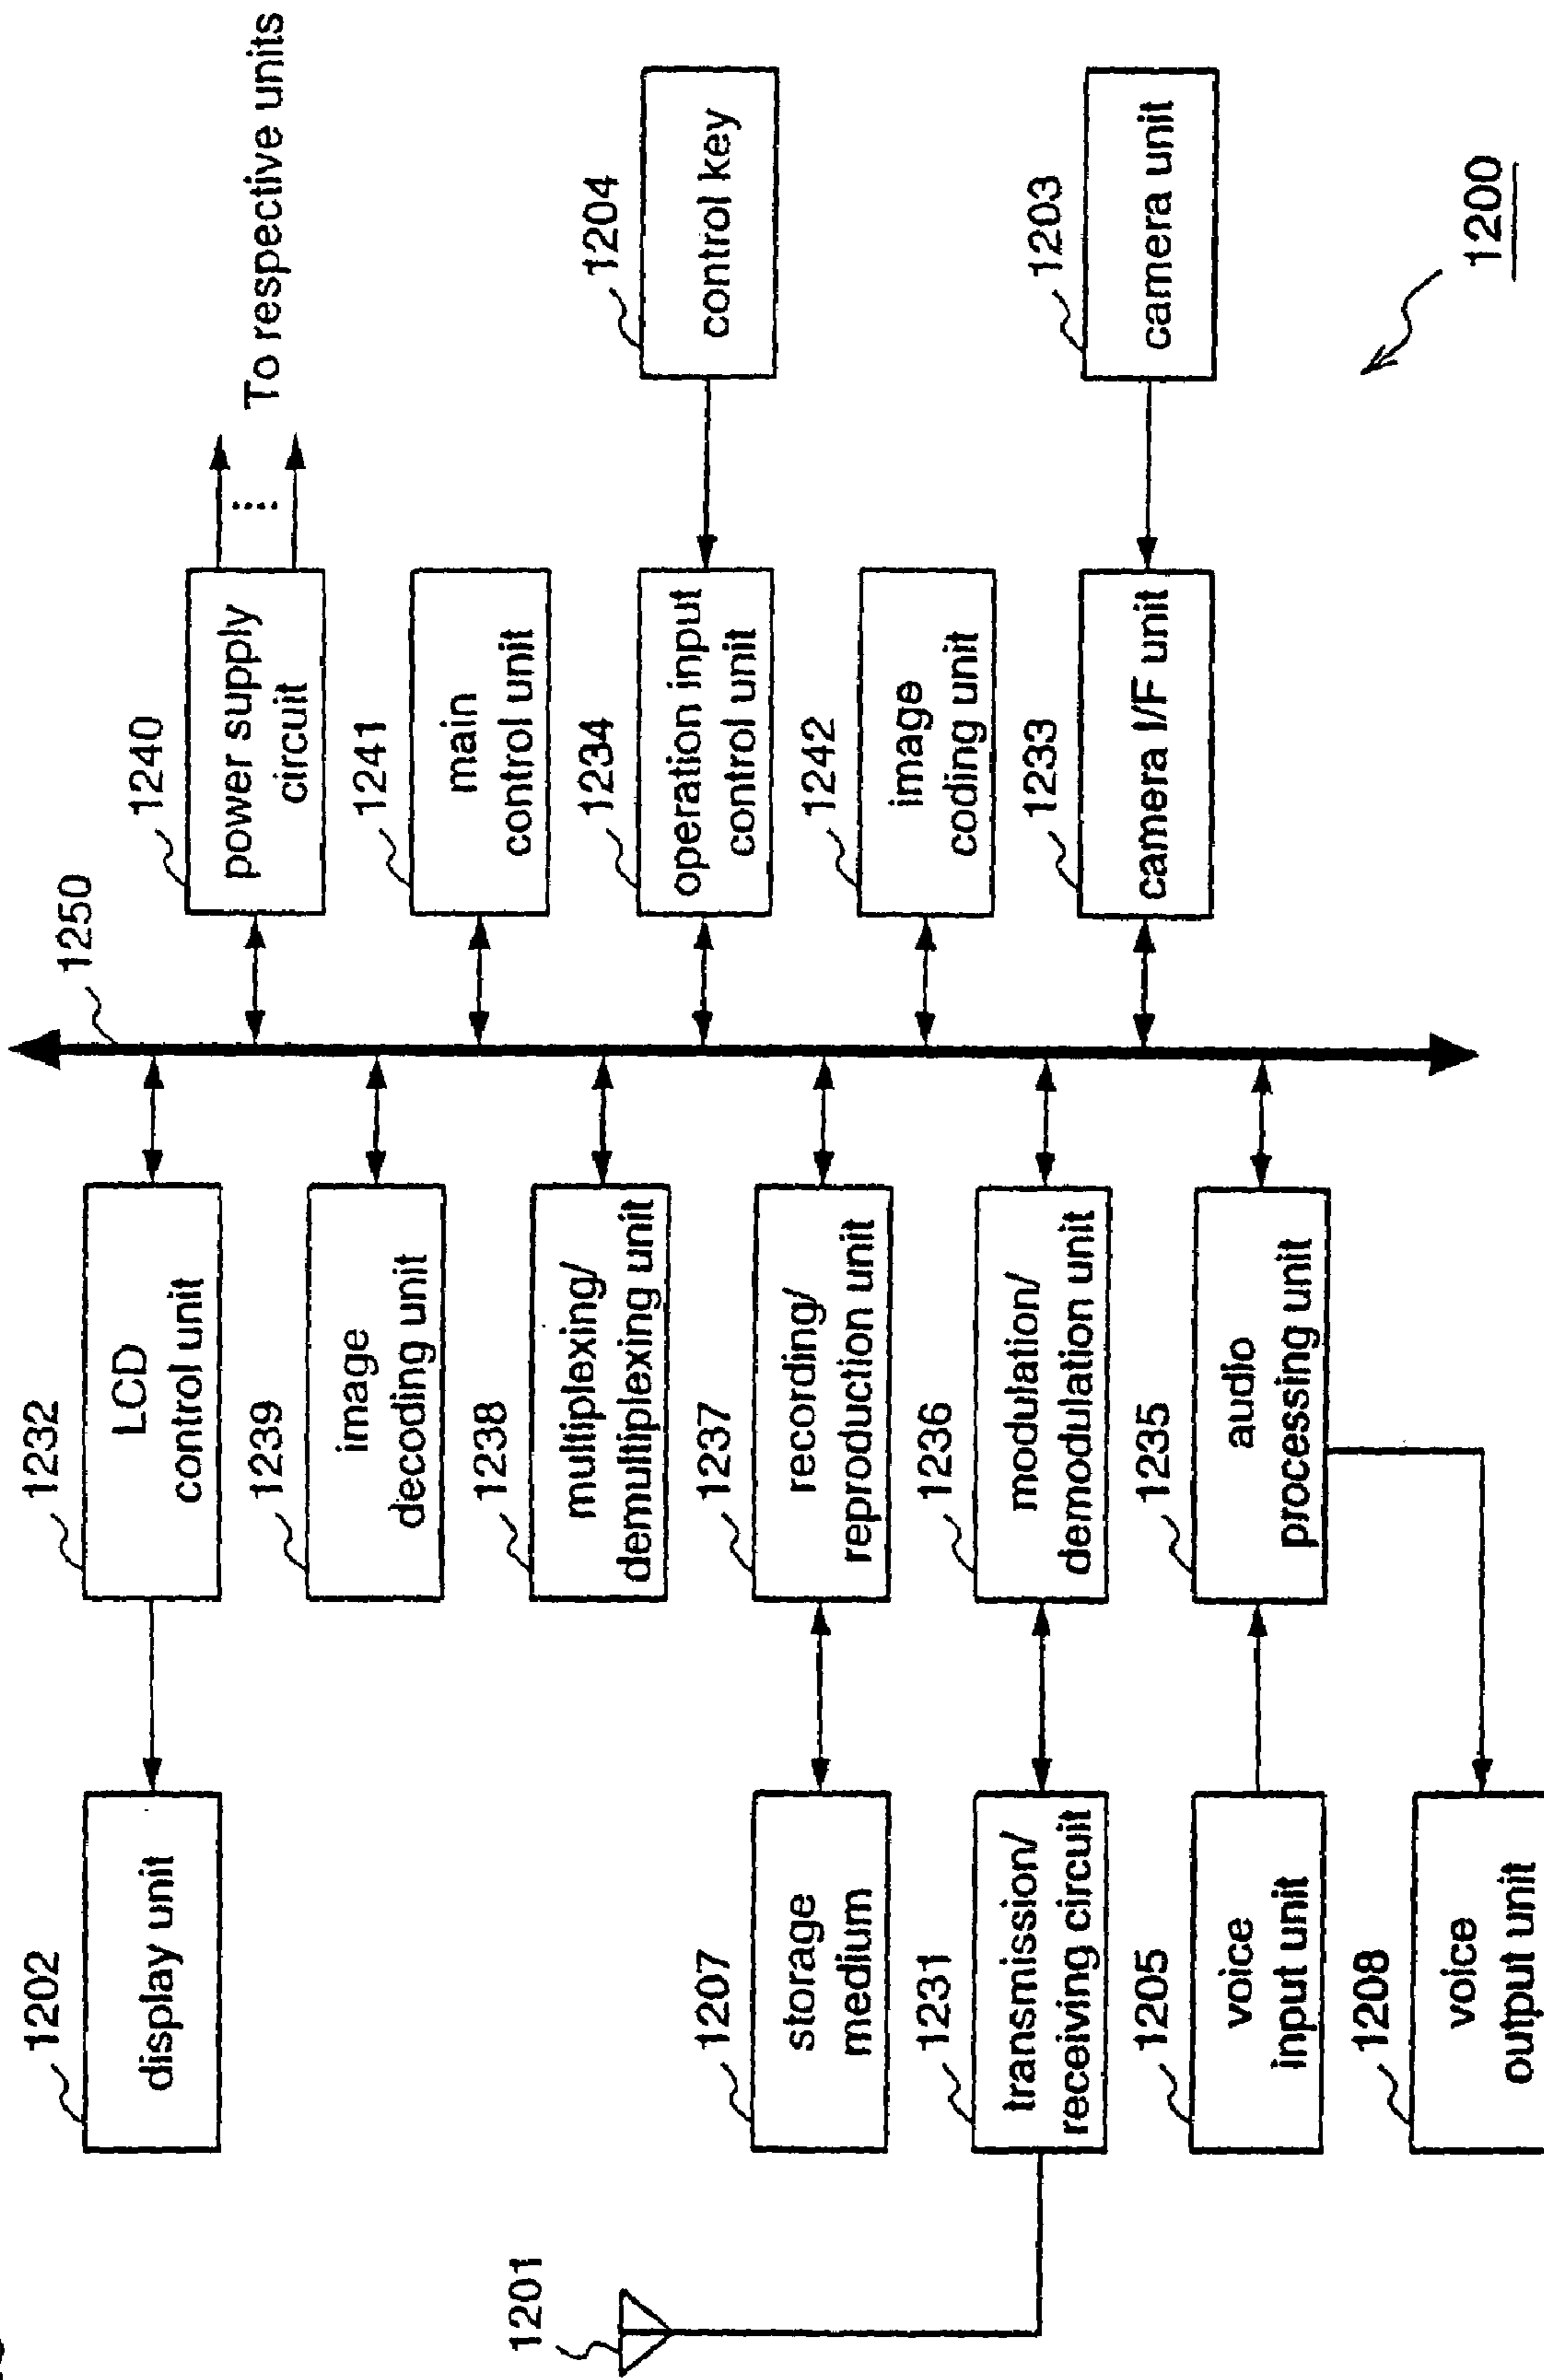 1202
display unit
1232
LCD
control unit
1250
1240
power supply
circuit
To respective units
1239
image
decoding unit
1241
main
control unit
1238
multiplexing/
demultiplexing unit
1234
operation input
control unit
1204
control key
1207
storage
medium
1237
recording/
reproduction unit
1242
image
coding unit
1201
1231
transmission/
receiving circuit
1236
modulation/
demodulation unit
1233
camera I/F unit
1203
camera unit
1205
voice
input unit
1235
audio
processing unit
1208
voice
output unit
1200